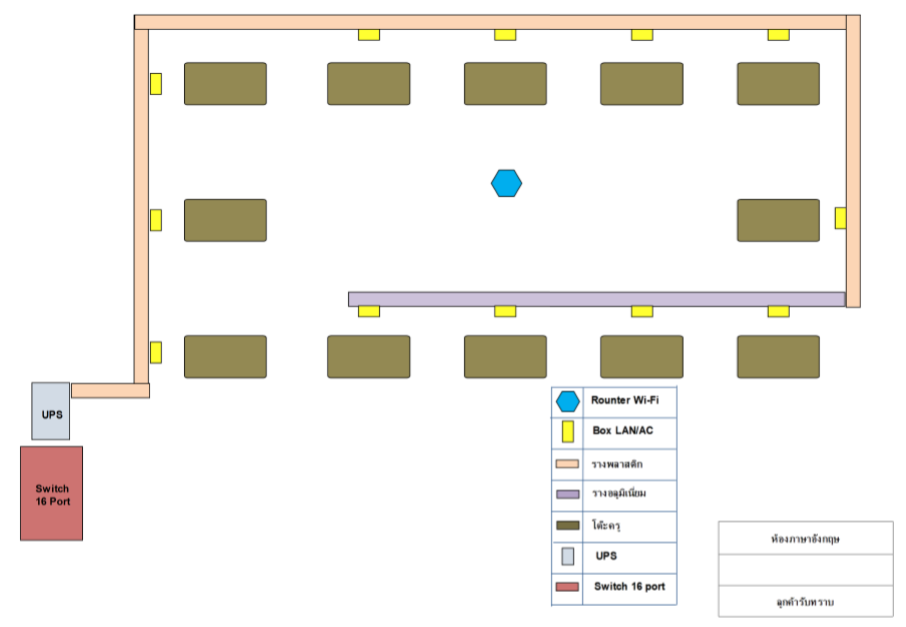 UPS
Switch
16 Port
Rounter Wi-Fi
Box LAN/AC
รางพลาสติก
รางอลูมิเนี่ยม
โต๊ะครู
UPS
Switch 16 port
ห้องภาษาอังกฤษ
ลูกค้ารับทราบ